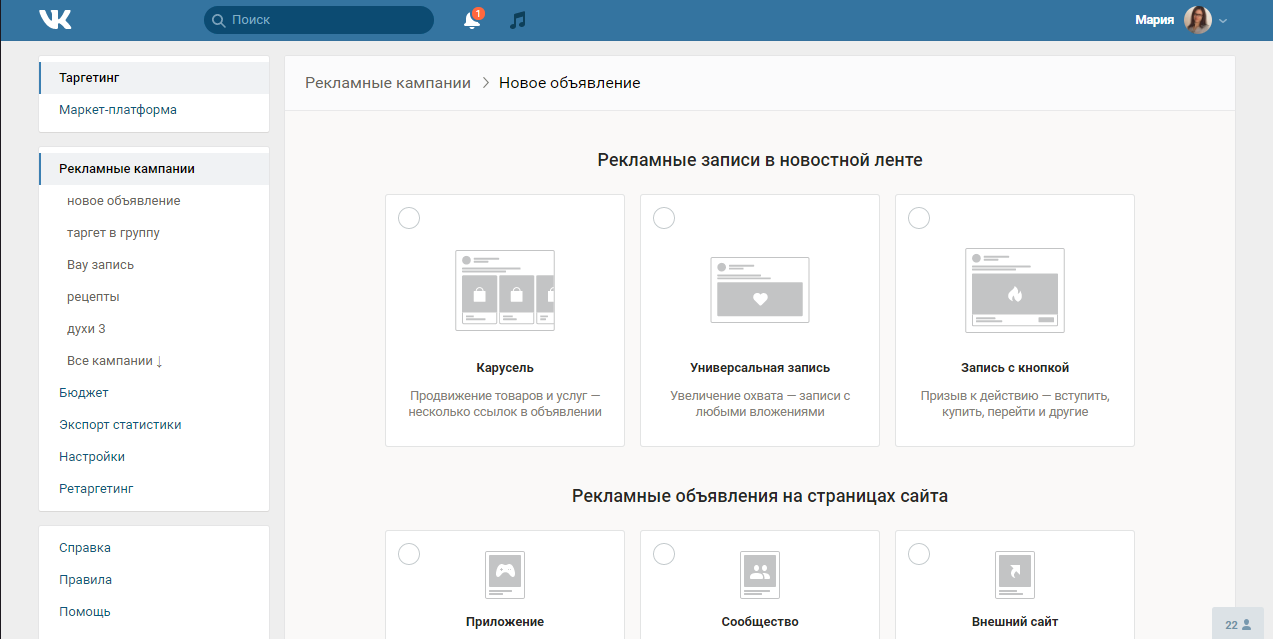 Поиск
1
Мария
Таргетинг
Маркет-платформа
Рекламные кампании
новое объявление
таргет в группу
Вау запись
рецепты
духи 3
Все кампании ↓
Бюджет
Экспорт статистики
Настройки
Ретаргетинг
Справка
Правила
Помощь
Рекламные кампании > Новое объявление
Рекламные записи в новостной ленте
Карусель
Продвижение товаров и услуг —
несколько ссылок в объявлении
Универсальная запись
Увеличение охвата — записи с
любыми вложениями
Запись с кнопкой
Призыв к действию — вступить,
купить, перейти и другие
Рекламные объявления на страницах сайта
Приложение
Сообщество
Внешний сайт
22